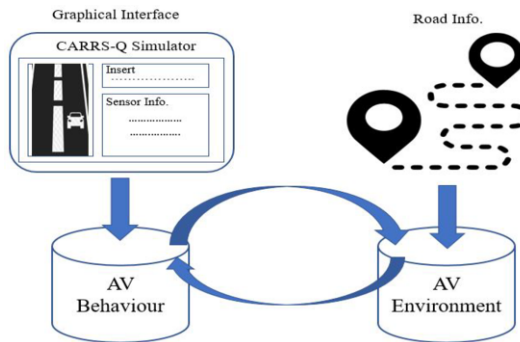 Graphical Interface
Road Info.
CARRS-Q Simulator
Insert
Sensor Info.
AV
Behaviour
AV
Environment